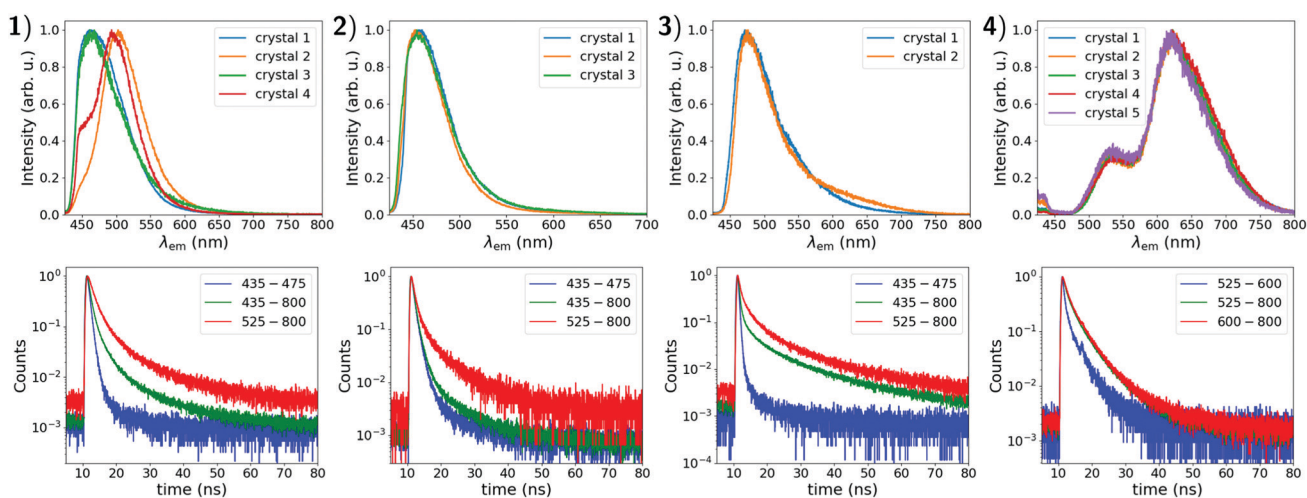 1)
Intensity (arb. u.)
1.0
0.8
0.6
0.4
0.2
0.0
crystal 1
crystal 2
crystal 3
crystal 4
450 500 550 600 650 700 750 800
λem (nm)
2)
Intensity (arb. u.)
1.0
0.8
0.6
0.4
0.2
0.0
crystal 1
crystal 2
crystal 3
450 500 550 600 700
λem (nm)
3)
Intensity (arb. u.)
1.0
0.8
0.6
0.4
0.2
0.0
crystal 1
crystal 2
450 500 550 600 650 700 750 800
λem (nm)
4)
Intensity (arb. u.)
1.0
0.8
0.6
0.4
0.2
0.0
crystal 1
crystal 2
crystal 3
crystal 4
crystal 5
450 500 550 600 650 700 750 800
λem (nm)
Counts
10⁰
10⁻¹
10⁻²
10⁻³
435 − 475
435 − 800
525 − 800
10 20 30 40 50 60 70 80
time (ns)
Counts
10⁰
10⁻¹
10⁻²
10⁻³
435 − 475
435 − 800
525 − 800
10 20 30 40 50 60 70 80
time (ns)
Counts
10⁰
10⁻¹
10⁻²
10⁻³
10⁻⁴
435 − 475
435 − 800
525 − 800
10 20 30 40 50 60 70 80
time (ns)
Counts
10⁰
10⁻¹
10⁻²
10⁻³
525 − 600
525 − 800
600 − 800
10 20 30 40 50 60 70 80
time (ns)